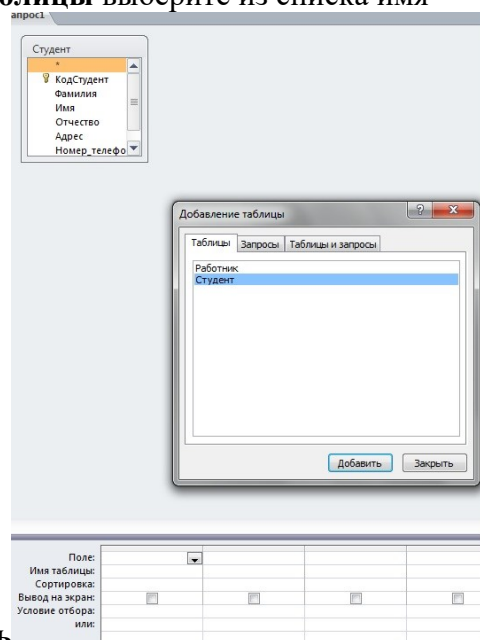 блицы выберите из списка имя
апрос1
Студент
*
КодСтудент
Фамилия
Имя
Отчество
Адрес
Номер_телефо
Добавление таблицы
?
Таблицы Запросы Таблицы и запросы
Работник
Студент
Добавить Закрыть
Поле:
Имя таблицы:
Сортировка:
Вывод на экран:
Условие отбора:
или:
ь